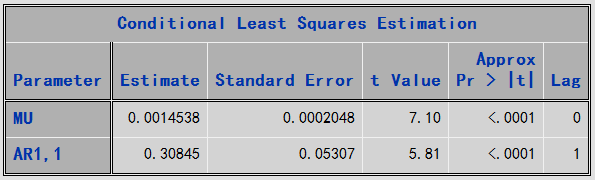 Conditional Least Squares Estimation
Approx
Parameter Estimate Standard Error t Value Pr > |t| Lag
MU 0.0014538 0.0002048 7.10 <.0001 0
AR1,1 0.30845 0.05307 5.81 <.0001 1